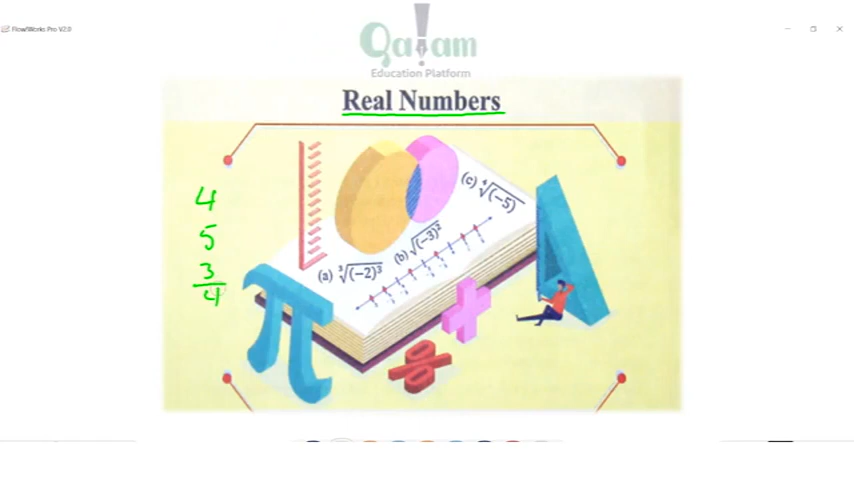 FlowWorks Pro V2.0
Qalam
Education Platform
Real Numbers
4
5
3/4
(a) ∛(-2)³
(b) √(-3)²
(c) ∜(-5)
π
+
%